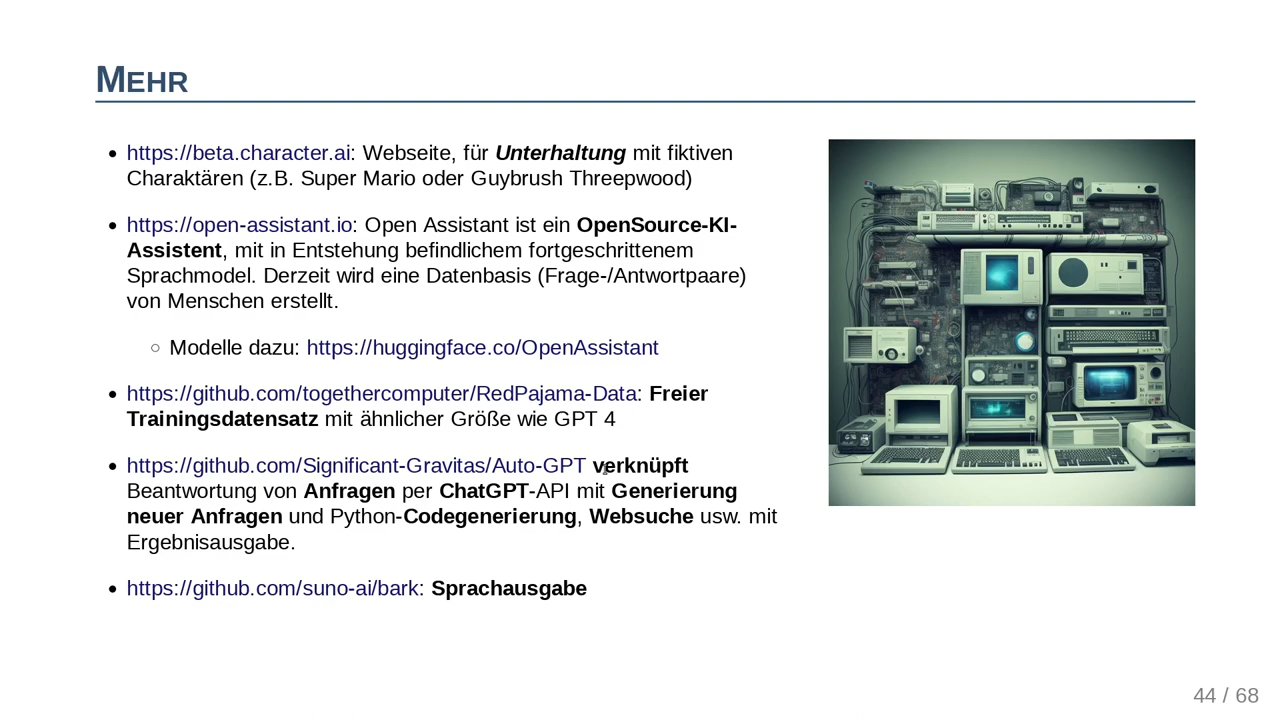 MEHR
• https://beta.character.ai: Webseite, für Unterhaltung mit fiktiven
Charaktären (z.B. Super Mario oder Guybrush Threepwood)
• https://open-assistant.io: Open Assistant ist ein OpenSource-KI-
Assistent, mit in Entstehung befindlichem fortgeschrittenem
Sprachmodel. Derzeit wird eine Datenbasis (Frage-/Antwortpaare)
von Menschen erstellt.
○ Modelle dazu: https://huggingface.co/OpenAssistant
• https://github.com/togethercomputer/RedPajama-Data: Freier
Trainingsdatensatz mit ähnlicher Größe wie GPT 4
• https://github.com/Significant-Gravitas/Auto-GPT verknüpft
Beantwortung von Anfragen per ChatGPT-API mit Generierung
neuer Anfragen und Python-Codegenerierung, Websuche usw. mit
Ergebnisausgabe.
• https://github.com/suno-ai/bark: Sprachausgabe
44 / 68